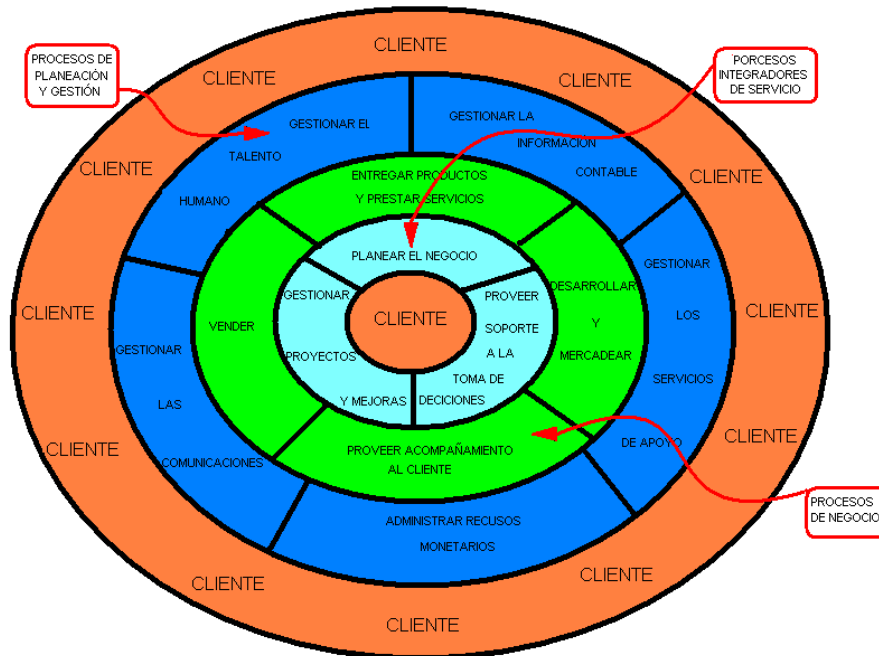 CLIENTE
CLIENTE
CLIENTE
PROCESOS DE
PLANEACIÓN
Y GESTIÓN
PORCESOS
INTEGRADORES
DE SERVICIO
GESTIONAR EL
TALENTO
HUMANO
GESTIONAR LA
INFORMACIÓN
CONTABLE
CLIENTE
CLIENTE
ENTREGAR PRODUCTOS
Y PRESTAR SERVICIOS
PLANEAR EL NEGOCIO
GESTIONAR
PROYECTOS
Y MEJORAS
PROVEER
SOPORTE
A LA
TOMA DE
DECICIONES
CLIENTE
VENDER
DESARROLLAR
Y
MERCADEAR
GESTIONAR
LOS
SERVICIOS
DE APOYO
CLIENTE
CLIENTE
GESTIONAR
LAS
COMUNICACIONES
PROVEER ACOMPAÑAMIENTO
AL CLIENTE
CLIENTE
CLIENTE
ADMINISTRAR RECUSOS
MONETARIOS
PROCESOS
DE NEGOCIO
CLIENTE
CLIENTE
CLIENTE